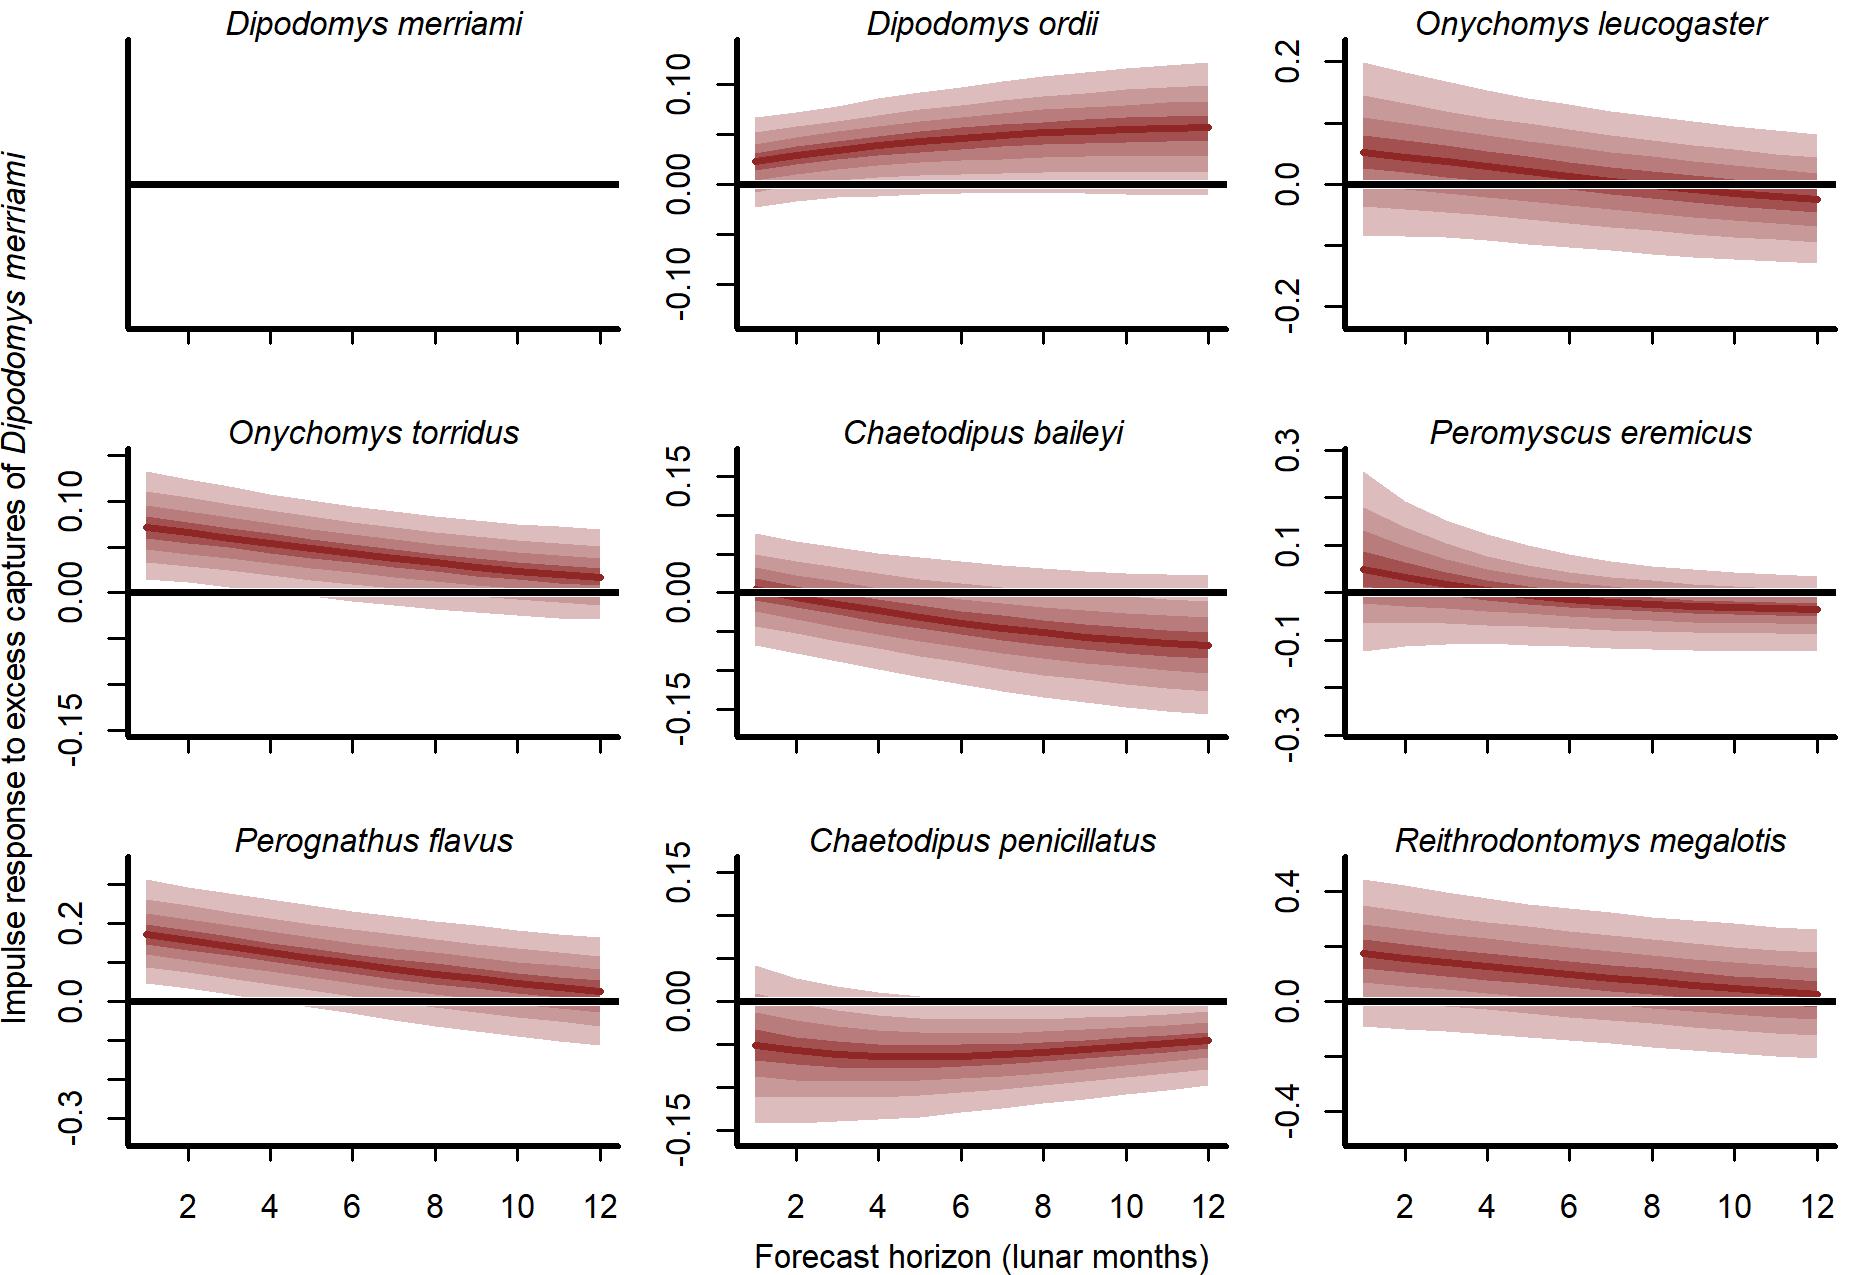 Dipodomys merriami
Dipodomys ordii
Onychomys leucogaster
0.10
0.00
-0.10
0.2
0.0
-0.2
Onychomys torridus
Chaetodipus baileyi
Peromyscus eremicus
0.10
0.00
-0.15
0.15
0.00
-0.15
0.3
0.1
-0.1
-0.3
Perognathus flavus
Chaetodipus penicillatus
Reithrodontomys megalotis
0.2
0.0
-0.3
0.15
0.00
-0.15
0.4
0.0
-0.4
2 4 6 8 10 12
2 4 6 8 10 12
2 4 6 8 10 12
Forecast horizon (lunar months)
Impulse response to excess captures of Dipodomys merriami